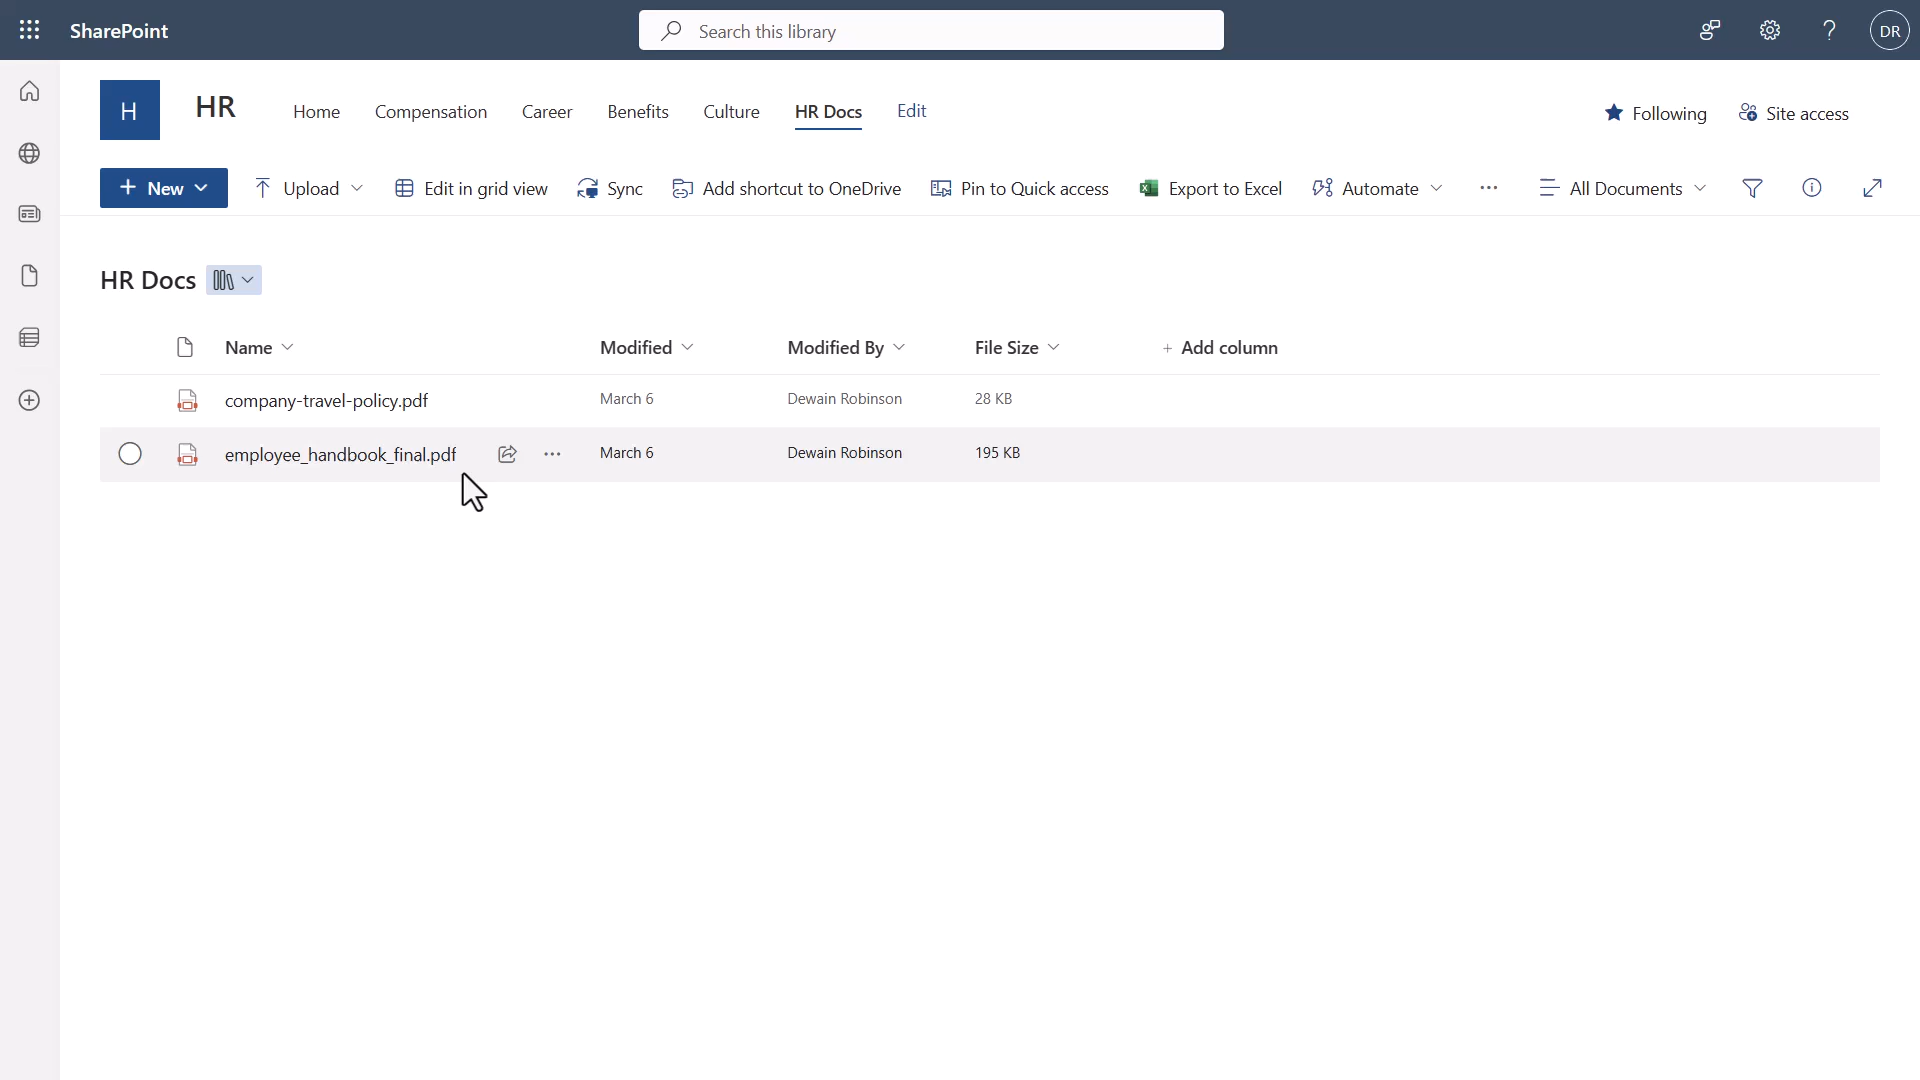 SharePoint
Search this library
DR
H
HR
Home
Compensation
Career
Benefits
Culture
HR Docs
Edit
Following
Site access
New
Upload
Edit in grid view
Sync
Add shortcut to OneDrive
Pin to Quick access
Export to Excel
Automate
All Documents
HR Docs
Name
Modified
Modified By
File Size
+ Add column
company-travel-policy.pdf
March 6
Dewain Robinson
28 KB
employee_handbook_final.pdf
March 6
Dewain Robinson
195 KB